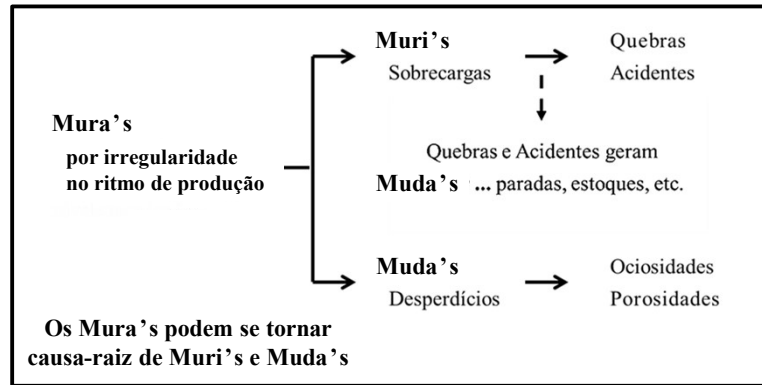 Muri’s
Quebras
Sobrecargas
Acidentes
Mura’s
por irregularidade
no ritmo de produção
Quebras e Acidentes geram
Muda’s ... paradas, estoques, etc.
Muda’s
Ociosidades
Desperdícios
Porosidades
Os Mura’s podem se tornar
causa-raiz de Muri’s e Muda’s